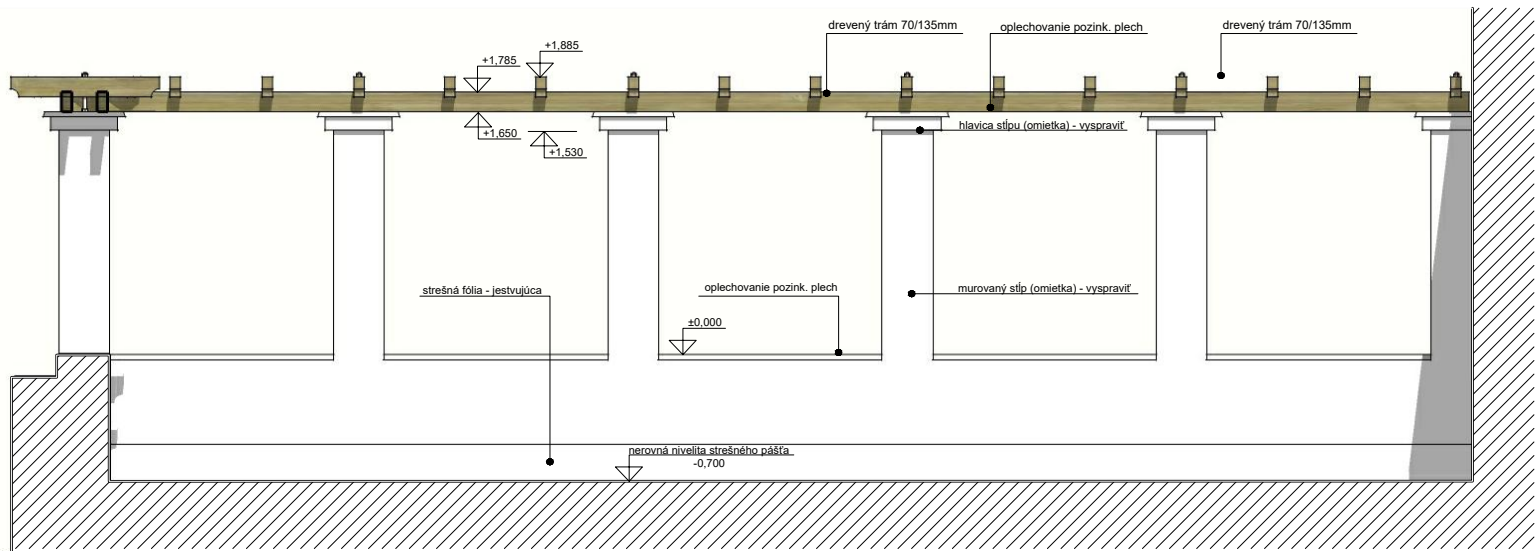 drevený trám 70/135mm
oplechovanie pozink. plech
drevený trám 70/135mm
+1,885
+1,785
+1,650
+1,530
hlavica stĺpu (omietka) - vyspraviť
strešná fólia - jestvujúca
oplechovanie pozink. plech
murovaný stĺp (omietka) - vyspraviť
±0,000
nerovná nivelita strešného pášťa
-0,700